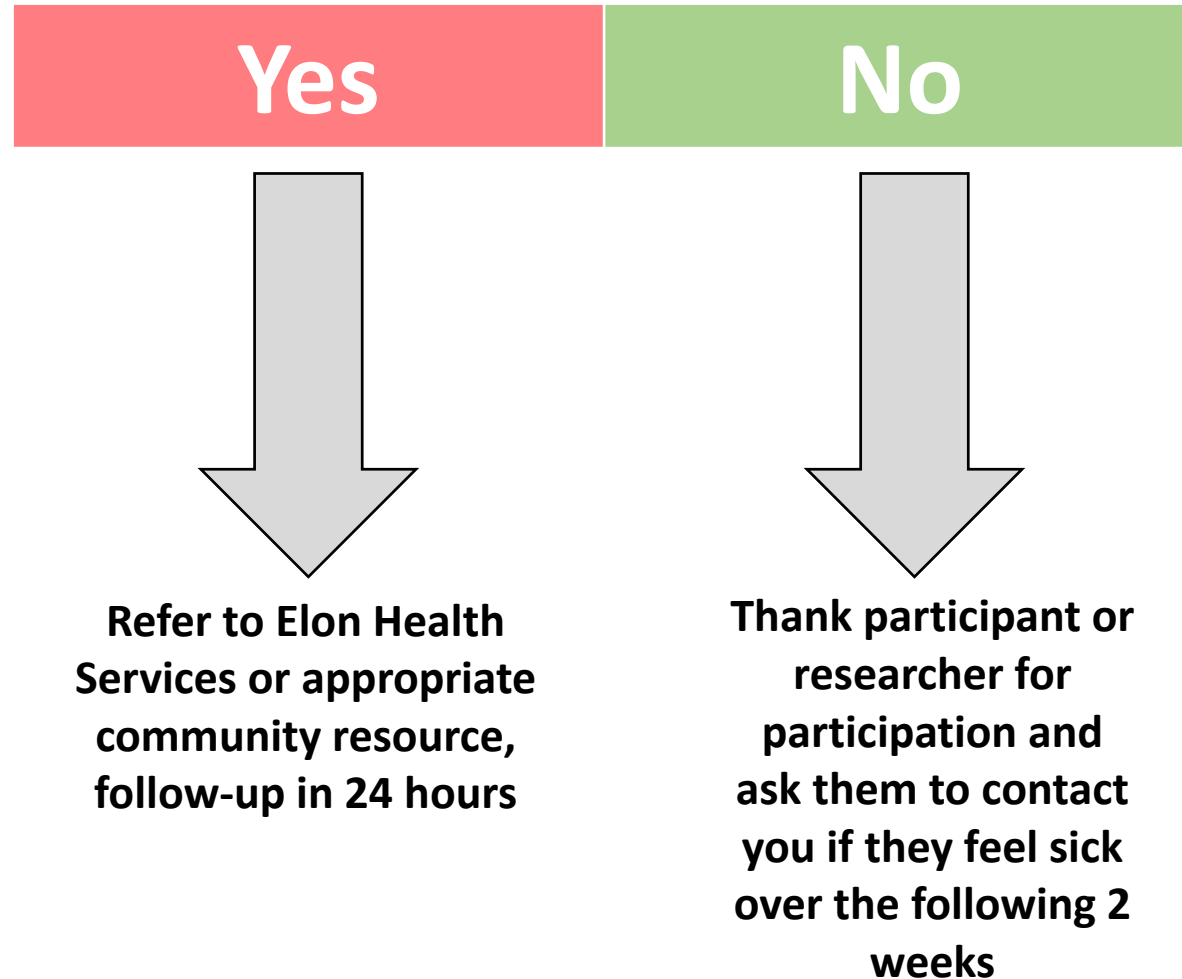 Yes
No
Refer to Elon Health
Services or appropriate
community resource,
follow-up in 24 hours
Thank participant or
researcher for
participation and
ask them to contact
you if they feel sick
over the following 2
weeks